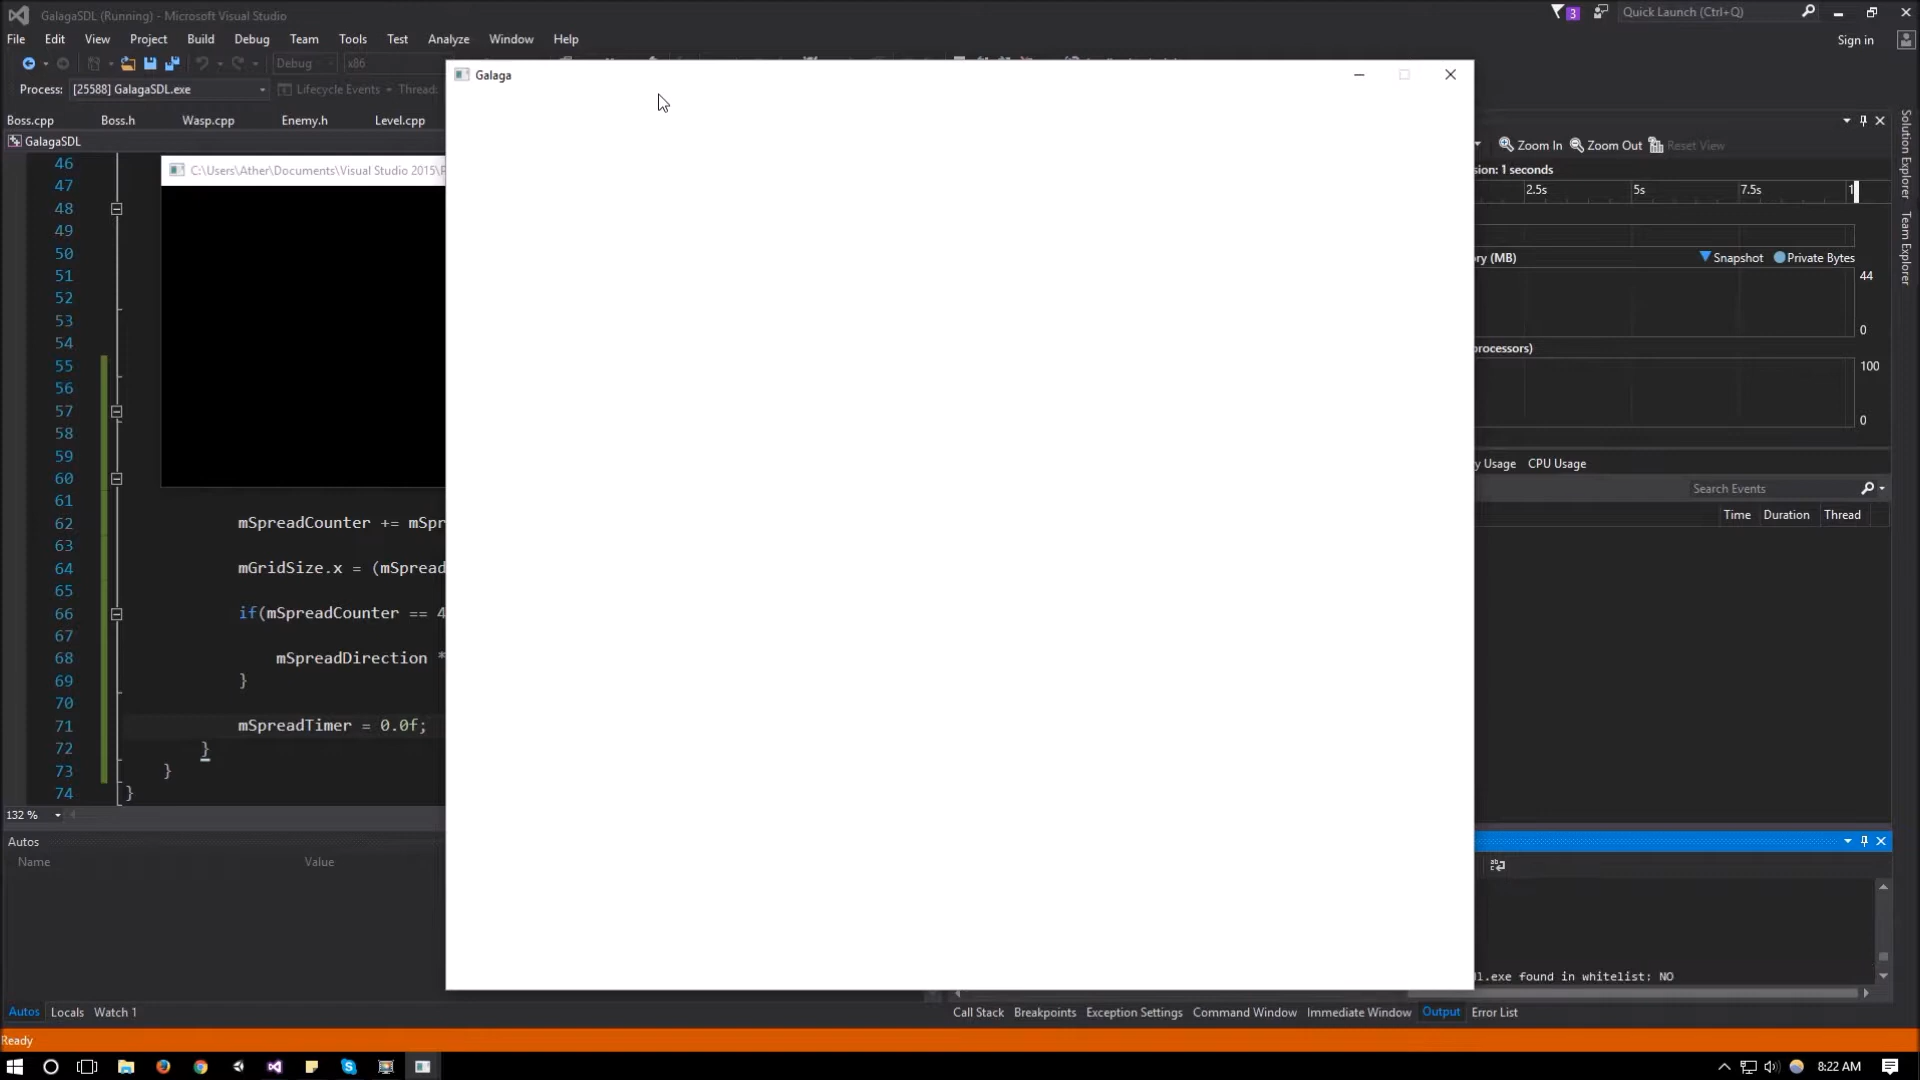 GalagaSDL (Running) - Microsoft Visual Studio
3
Quick Launch (Ctrl+Q)
File Edit View Project Build Debug Team Tools Test Analyze Window Help
Sign in
Debug x86
Galaga
Process: [25588] GalagaSDL.exe Lifecycle Events Thread:
Boss.cpp Boss.h Wasp.cpp Enemy.h Level.cpp
GalagaSDL
Zoom In Zoom Out Reset View
C:\Users\Ather\Documents\Visual Studio 2015\
sion: 1 seconds
2.5s 5s 7.5s 1
ry (MB) Snapshot Private Bytes
44
0
processors)
100
0
y Usage CPU Usage
Search Events
Time Duration Thread
Solution Explorer
Team Explorer
46
47
48
49
50
51
52
53
54
55
56
57
58
59
60
61
62 mSpreadCounter += mSpr
63
64 mGridSize.x = (mSpread
65
66 if(mSpreadCounter == 4
67
68 mSpreadDirection *
69 }
70
71 mSpreadTimer = 0.0f;
72 }
73 }
74 }
132 %
Autos
Name Value
l.exe found in whitelist: NO
Autos Locals Watch 1
Call Stack Breakpoints Exception Settings Command Window Immediate Window Output Error List
Ready
8:22 AM